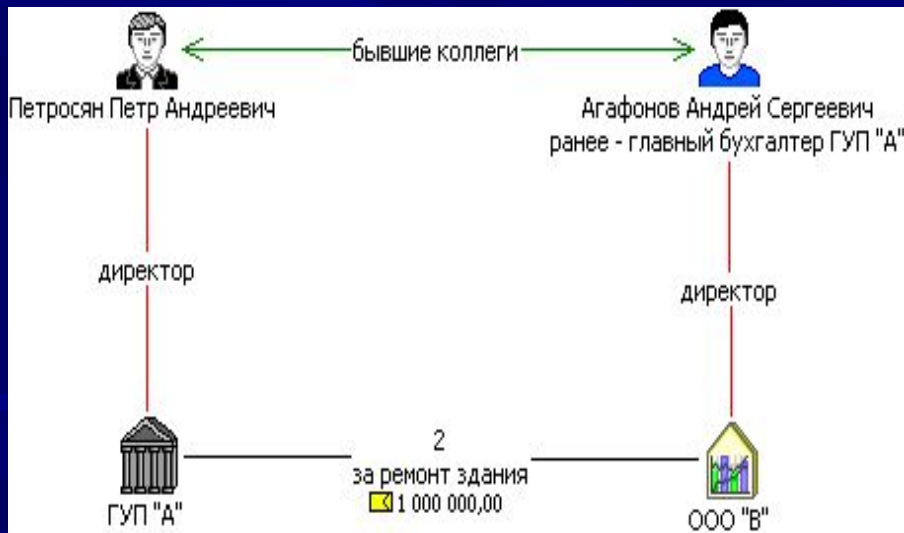 бывшие коллеги
Петросян Петр Андреевич
Агафонов Андрей Сергеевич
ранее - главный бухгалтер ГУП "А"
директор
директор
2
за ремонт здания
1 000 000,00
ГУП "А"
ООО "В"